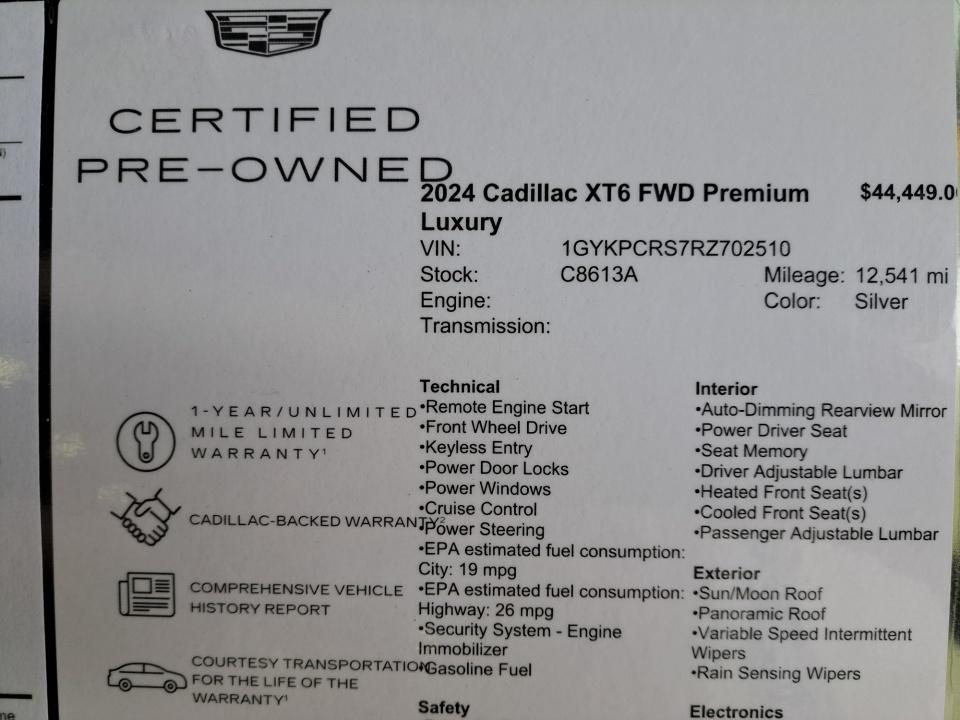 CERTIFIED
PRE-OWNED
2024 Cadillac XT6 FWD Premium $44,449.0
Luxury
VIN: 1GYKPCRS7RZ702510
Stock: C8613A Mileage: 12,541 mi
Engine: Color: Silver
Transmission:
1-YEAR/UNLIMITED
MILE LIMITED
WARRANTY¹
CADILLAC-BACKED WARRANTY²
COMPREHENSIVE VEHICLE
HISTORY REPORT
COURTESY TRANSPORTATION
FOR THE LIFE OF THE
WARRANTY¹
Technical
•Remote Engine Start
•Front Wheel Drive
•Keyless Entry
•Power Door Locks
•Power Windows
•Cruise Control
•Power Steering
•EPA estimated fuel consumption:
City: 19 mpg
•EPA estimated fuel consumption:
Highway: 26 mpg
•Security System - Engine
Immobilizer
•Gasoline Fuel
Safety
Interior
•Auto-Dimming Rearview Mirror
•Power Driver Seat
•Seat Memory
•Driver Adjustable Lumbar
•Heated Front Seat(s)
•Cooled Front Seat(s)
•Passenger Adjustable Lumbar
Exterior
•Sun/Moon Roof
•Panoramic Roof
•Variable Speed Intermittent
Wipers
•Rain Sensing Wipers
Electronics